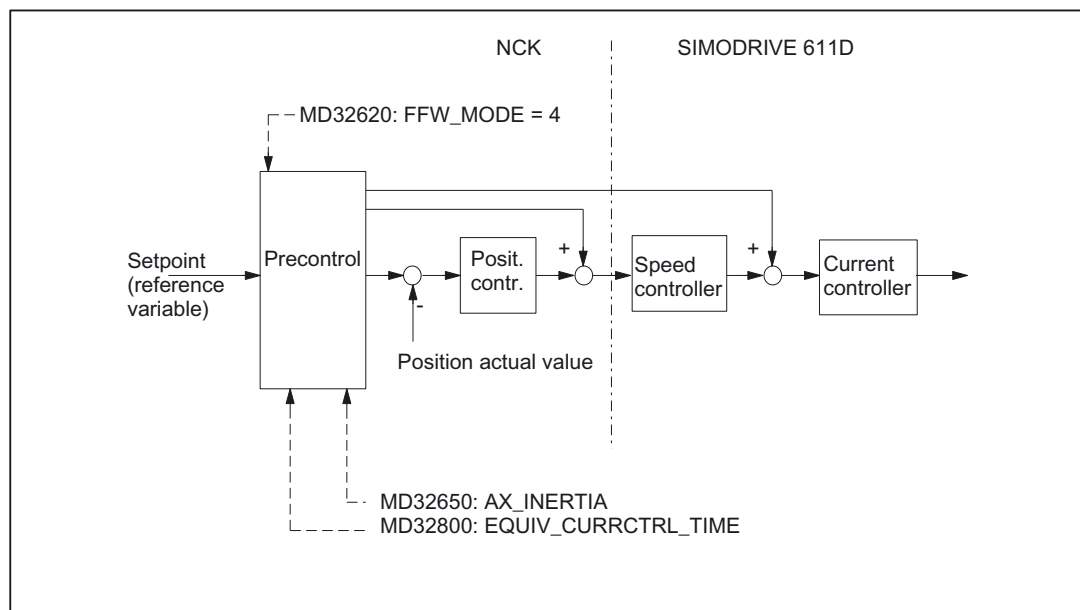 NCK
SIMODRIVE 611D
MD32620: FFW_MODE = 4
Setpoint
(reference
variable)
Precontrol
-
Position actual value
Posit.
contr.
+
Speed
controller
+
Current
controller
MD32650: AX_INERTIA
MD32800: EQUIV_CURRCTRL_TIME